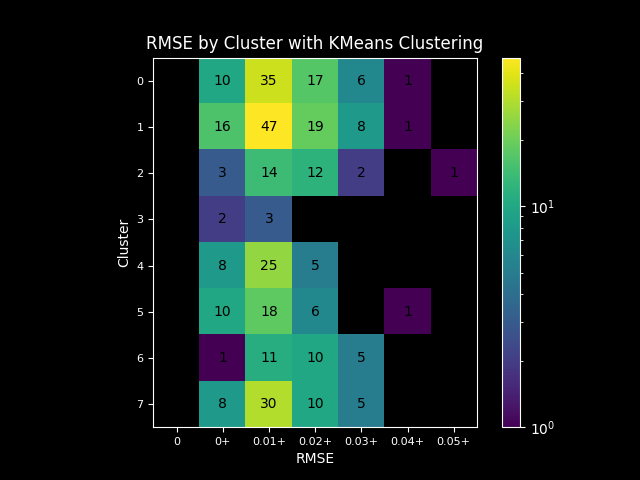 RMSE by Cluster with KMeans Clustering
0 10 35 17 6 1
1 16 47 19 8 1
2 3 14 12 2 1
3 2 3
4 8 25 5
5 10 18 6 1
6 1 11 10 5
7 8 30 10 5
0 0+ 0.01+ 0.02+ 0.03+ 0.04+ 0.05+
RMSE
Cluster
10¹
10⁰